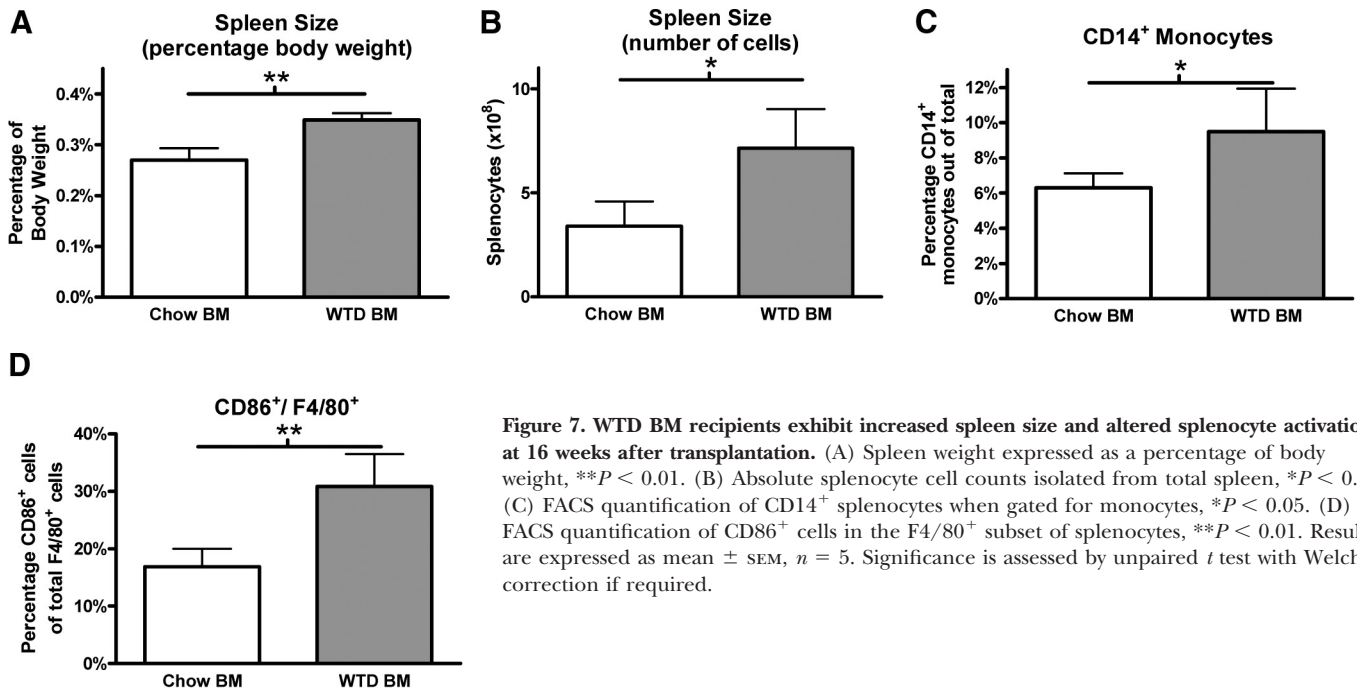 A
Spleen Size
(percentage body weight)
**
Percentage of
Body Weight
0.4%
0.3%
0.2%
0.1%
0.0%
Chow BM
WTD BM
B
Spleen Size
(number of cells)
*
Splenocytes (x10⁸)
10
5
0
Chow BM
WTD BM
C
CD14⁺ Monocytes
*
Percentage CD14⁺
monocytes out of total
12%
10%
8%
6%
4%
2%
0%
Chow BM
WTD BM
D
CD86⁺/ F4/80⁺
**
Percentage CD86⁺ cells
of total F4/80⁺ cells
40%
30%
20%
10%
0%
Chow BM
WTD BM
Figure 7. WTD BM recipients exhibit increased spleen size and altered splenocyte activatio
at 16 weeks after transplantation. (A) Spleen weight expressed as a percentage of body
weight, **P < 0.01. (B) Absolute splenocyte cell counts isolated from total spleen, *P < 0.
(C) FACS quantification of CD14⁺ splenocytes when gated for monocytes, *P < 0.05. (D)
FACS quantification of CD86⁺ cells in the F4/80⁺ subset of splenocytes, **P < 0.01. Resul
are expressed as mean ± SEM, n = 5. Significance is assessed by unpaired t test with Welch
correction if required.